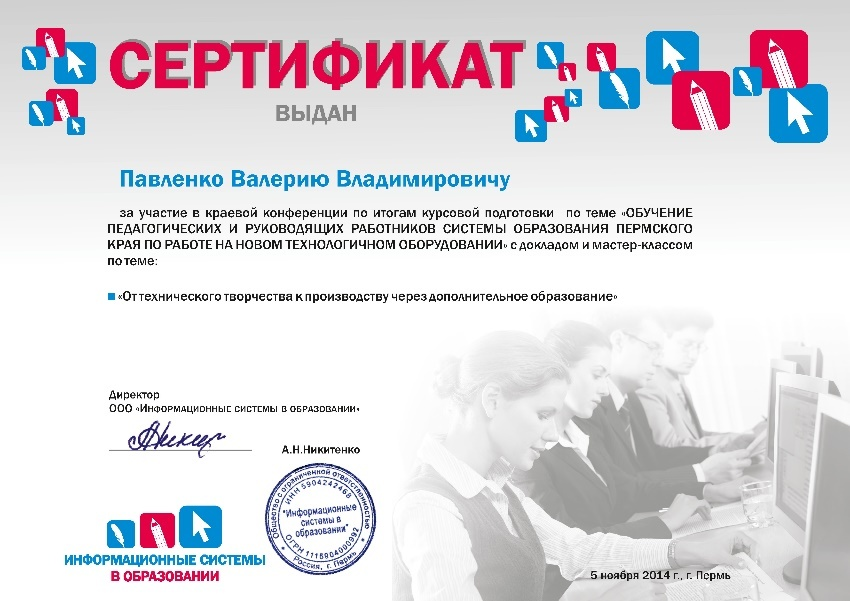 СЕРТИФИКАТ
ВЫДАН
Павленко Валерию Владимировичу
за участие в краевой конференции по итогам курсовой подготовки по теме «ОБУЧЕНИЕ
ПЕДАГОГИЧЕСКИХ И РУКОВОДЯЩИХ РАБОТНИКОВ СИСТЕМЫ ОБРАЗОВАНИЯ ПЕРМСКОГО
КРАЯ ПО РАБОТЕ НА НОВОМ ТЕХНОЛОГИЧНОМ ОБОРУДОВАНИИ» с докладом и мастер-классом
по теме:
«От технического творчества к производству через дополнительное образование»
Директор
ООО «Информационные системы в образовании»
А.Н.Никитенко
Общество с ограниченной ответственностью
ИНН 5904242468
"Информационные
системы в
образовании"
ОГРН 1115904000992
Россия, г. Пермь
ИНФОРМАЦИОННЫЕ СИСТЕМЫ
В ОБРАЗОВАНИИ
5 ноября 2014 г., г. Пермь